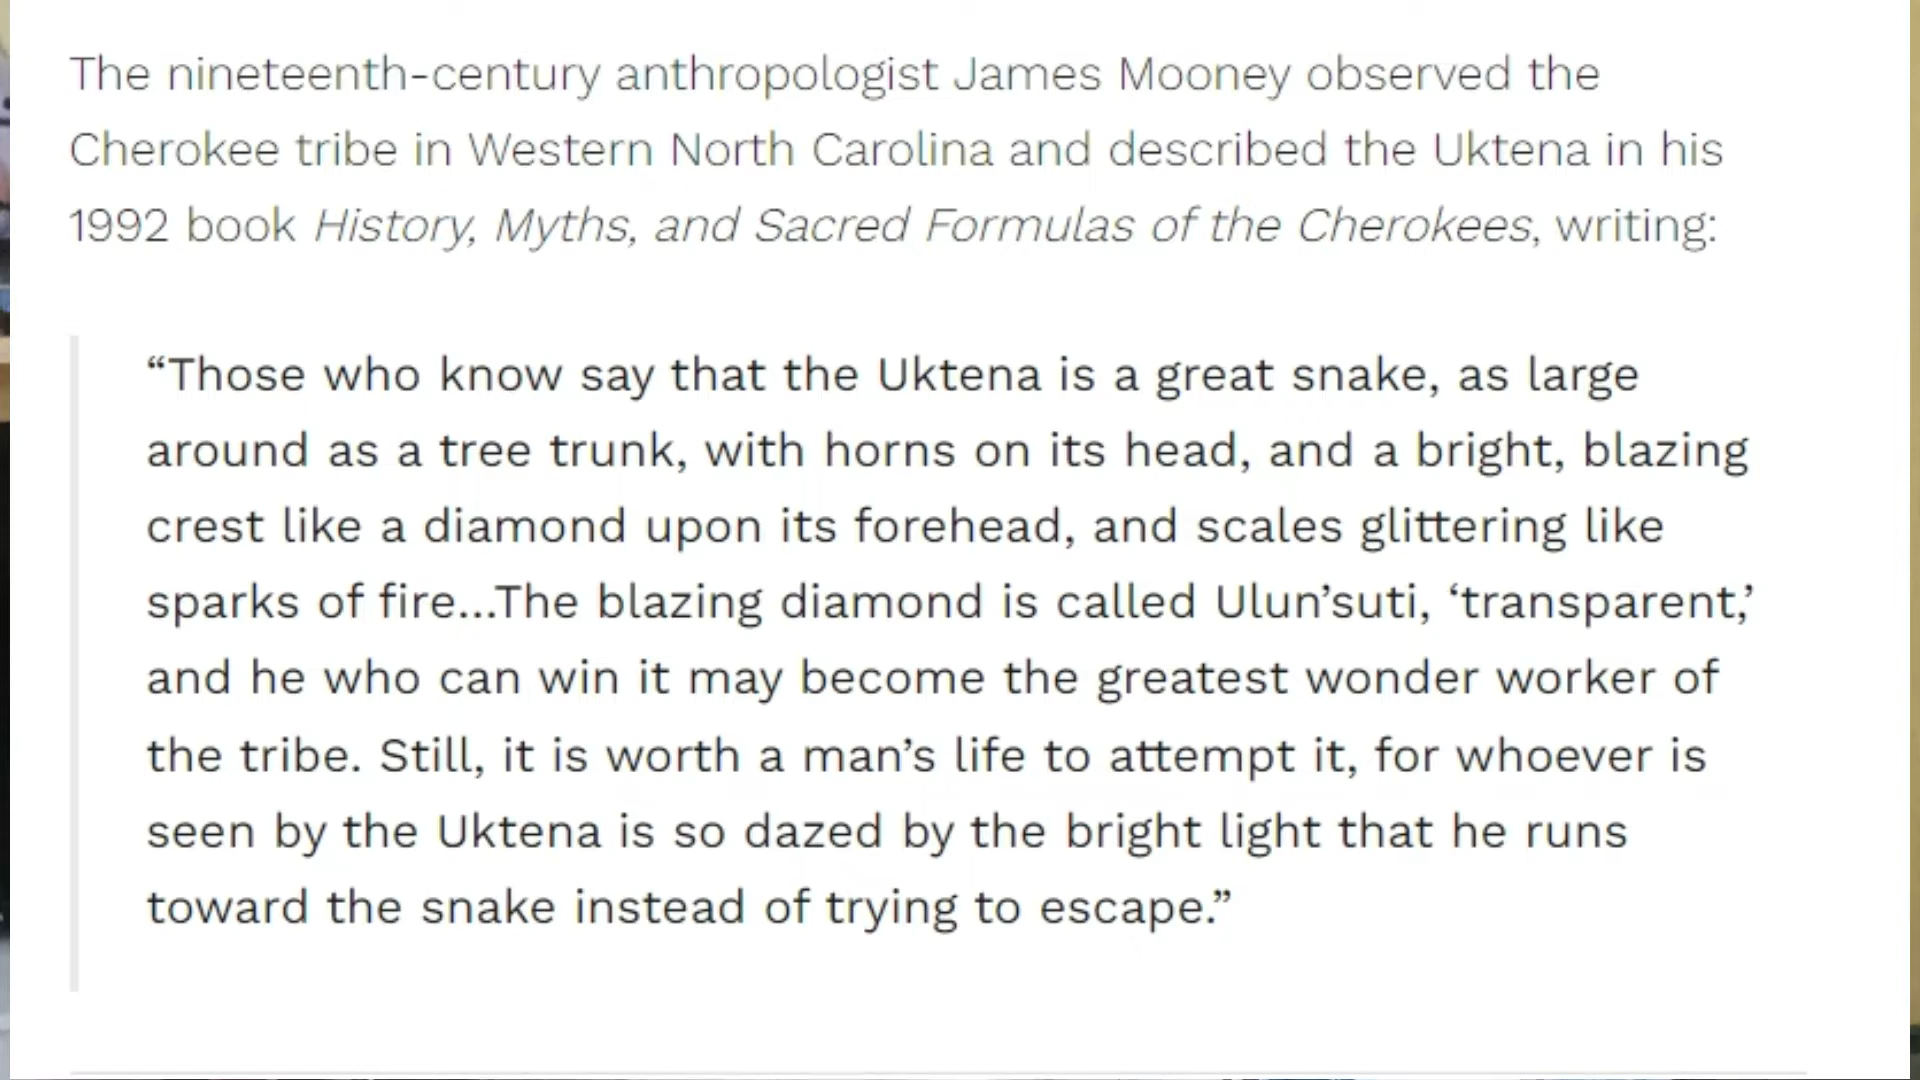 The nineteenth-century anthropologist James Mooney observed the
Cherokee tribe in Western North Carolina and described the Uktena in his
1992 book History, Myths, and Sacred Formulas of the Cherokees, writing:
“Those who know say that the Uktena is a great snake, as large
around as a tree trunk, with horns on its head, and a bright, blazing
crest like a diamond upon its forehead, and scales glittering like
sparks of fire...The blazing diamond is called Ulun’suti, ‘transparent,’
and he who can win it may become the greatest wonder worker of
the tribe. Still, it is worth a man’s life to attempt it, for whoever is
seen by the Uktena is so dazed by the bright light that he runs
toward the snake instead of trying to escape.”